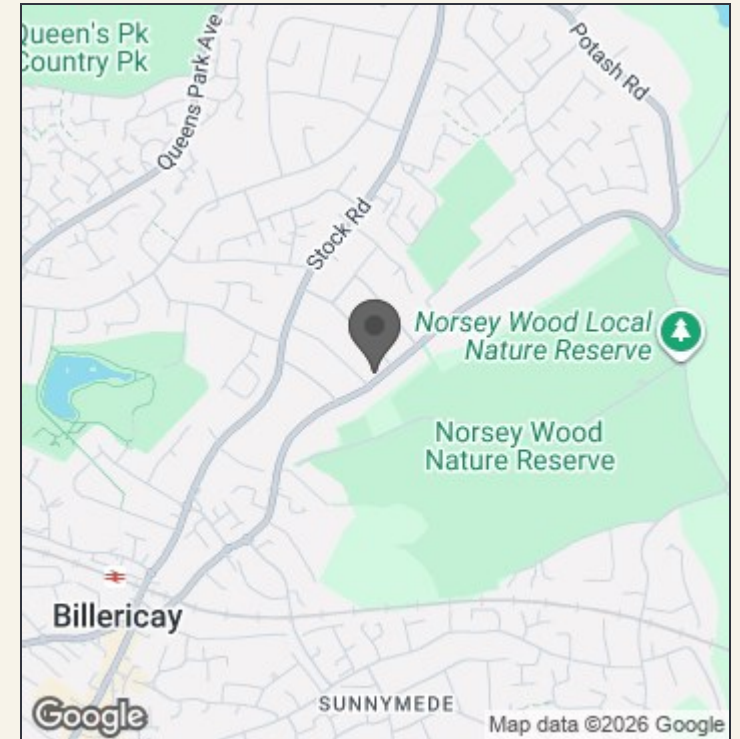 Queen's Pk
Country Pk
Queens Park Ave
Potash Rd
Stock Rd
Norsey Wood Local
Nature Reserve
Norsey Wood
Nature Reserve
Billericay
SUNNYMEDE
Google
Map data ©2026 Google